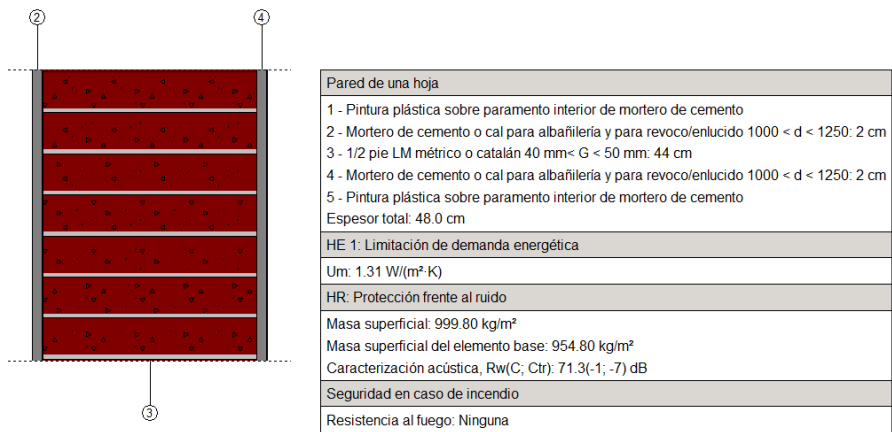 2
4
3
Pared de una hoja
1 - Pintura plástica sobre paramento interior de mortero de cemento
2 - Mortero de cemento o cal para albañilería y para revoco/enlucido 1000 < d < 1250: 2 cm
3 - 1/2 pie LM métrico o catalán 40 mm< G < 50 mm: 44 cm
4 - Mortero de cemento o cal para albañilería y para revoco/enlucido 1000 < d < 1250: 2 cm
5 - Pintura plástica sobre paramento interior de mortero de cemento
Espesor total: 48.0 cm
HE 1: Limitación de demanda energética
Um: 1.31 W/(m²·K)
HR: Protección frente al ruido
Masa superficial: 999.80 kg/m²
Masa superficial del elemento base: 954.80 kg/m²
Caracterización acústica, Rw(C; Ctr): 71.3(-1; -7) dB
Seguridad en caso de incendio
Resistencia al fuego: Ninguna